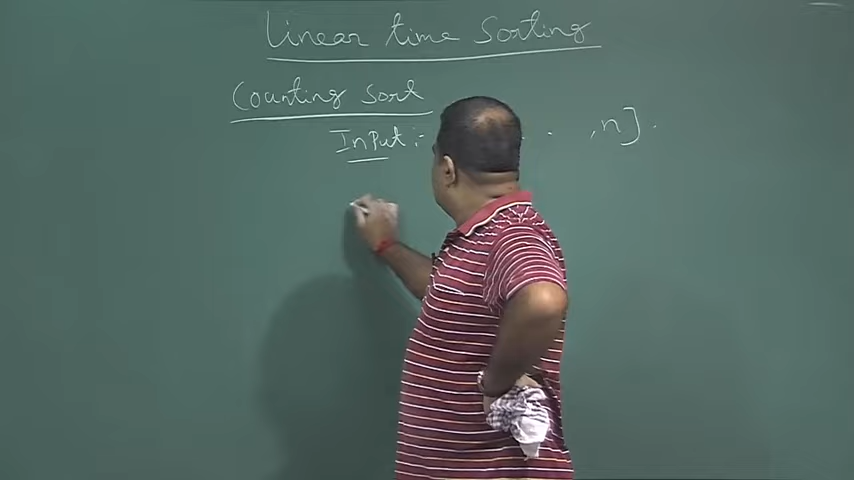 Linear time Sorting
Counting Sort
InPut :- . . , n ] .